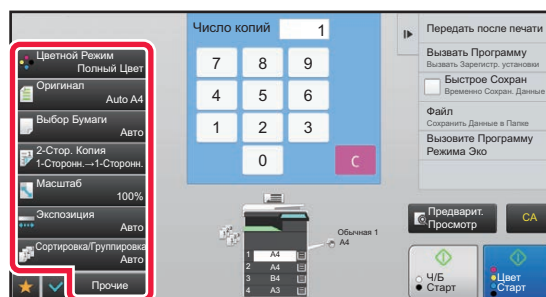 Число копий 1
Передать после печати
Вызвать Программу
Вызвать Зарегистр. установки
Быстрое Сохран
Временно Сохран. Данные
Файл
Сохранить Данные в Папке
Вызовите Программу
Режима Эко
Цветной Режим
Полный Цвет
Оригинал
Auto A4
Выбор Бумаги
Авто
2-Стор. Копия
1-Сторонн.→1-Сторонн.
Масштаб
100%
Экспозиция
Авто
Сортировка/Группировка
Авто
Прочие
7 8 9
4 5 6
1 2 3
0 C
Обычная 1
A4
1 A4
2 A4
3 B4
4 A3
Предварит.
Просмотр
CA
Ч/Б
Старт
Цвет
Старт